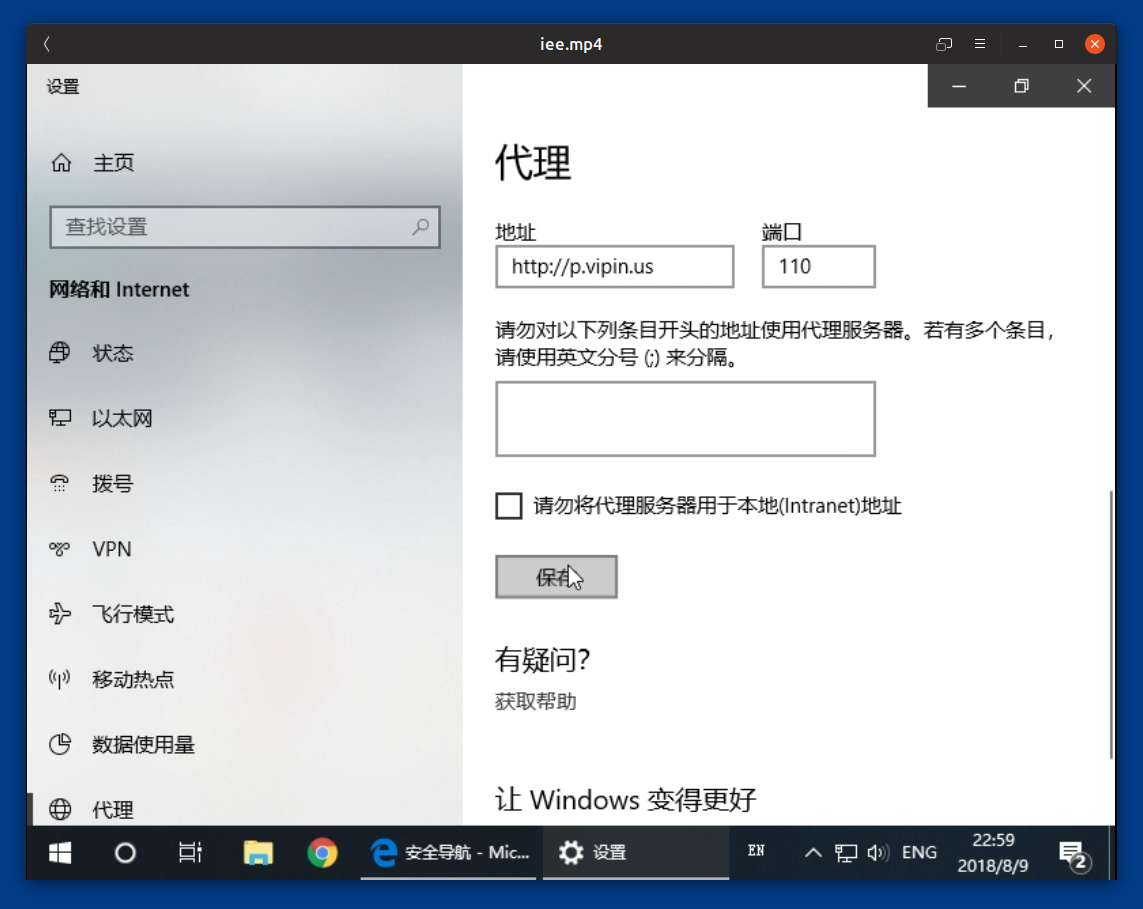 iee.mp4
设置
主页
查找设置
网络和 Internet
状态
以太网
拨号
VPN
飞行模式
移动热点
数据使用量
代理
代理
地址
端口
http://p.vipin.us
110
请勿对以下列条目开头的地址使用代理服务器。若有多个条目，
请使用英文分号 (;) 来分隔。
请勿将代理服务器用于本地(Intranet)地址
保存
有疑问?
获取帮助
让 Windows 变得更好
安全导航 - Mic...
设置
EN
ENG
22:59
2018/8/9
2